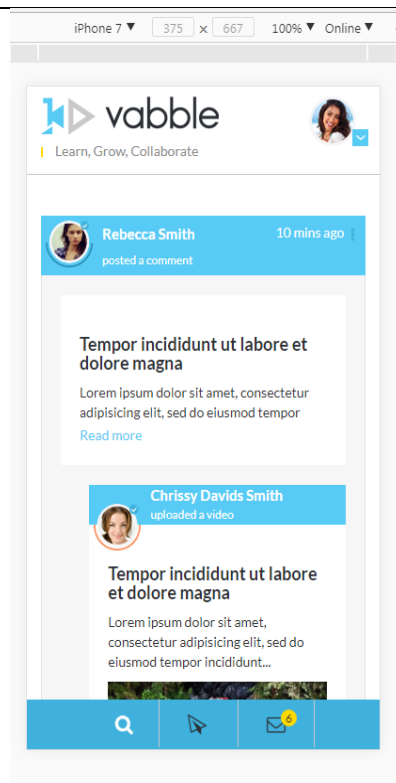 iPhone 7 ▼ 375 x 667 100% ▼ Online ▼
vabble
Learn, Grow, Collaborate
Rebecca Smith 10 mins ago
posted a comment
Tempor incididunt ut labore et
dolore magna
Lorem ipsum dolor sit amet, consectetur
adipisicing elit, sed do eiusmod tempor
Read more
Chrissy Davids Smith
uploaded a video
Tempor incididunt ut labore
et dolore magna
Lorem ipsum dolor sit amet,
consectetur adipisicing elit, sed do
eiusmod tempor incididunt...
6